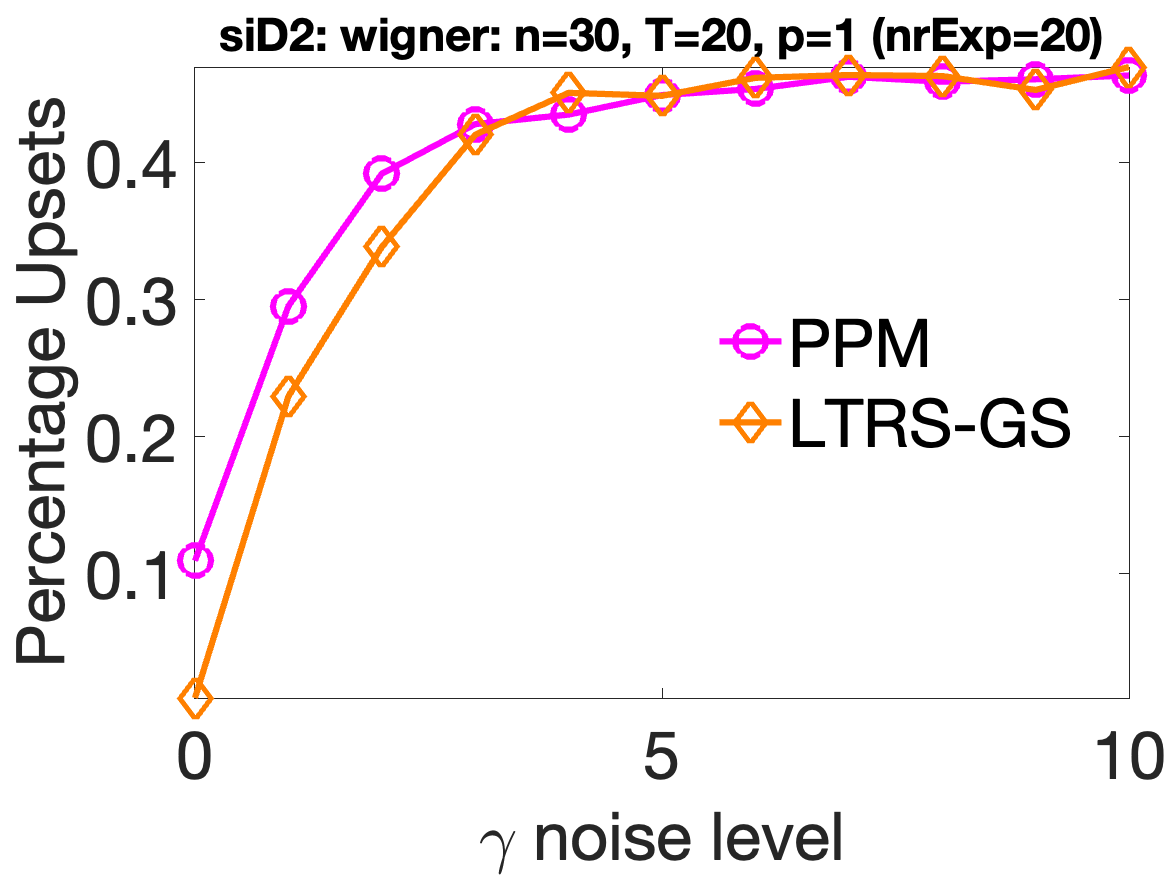 siD2: wigner: n=30, T=20, p=1 (nrExp=20)
Percentage Upsets
0.4
0.3
0.2
0.1
PPM
LTRS-GS
0 5 10
γ noise level